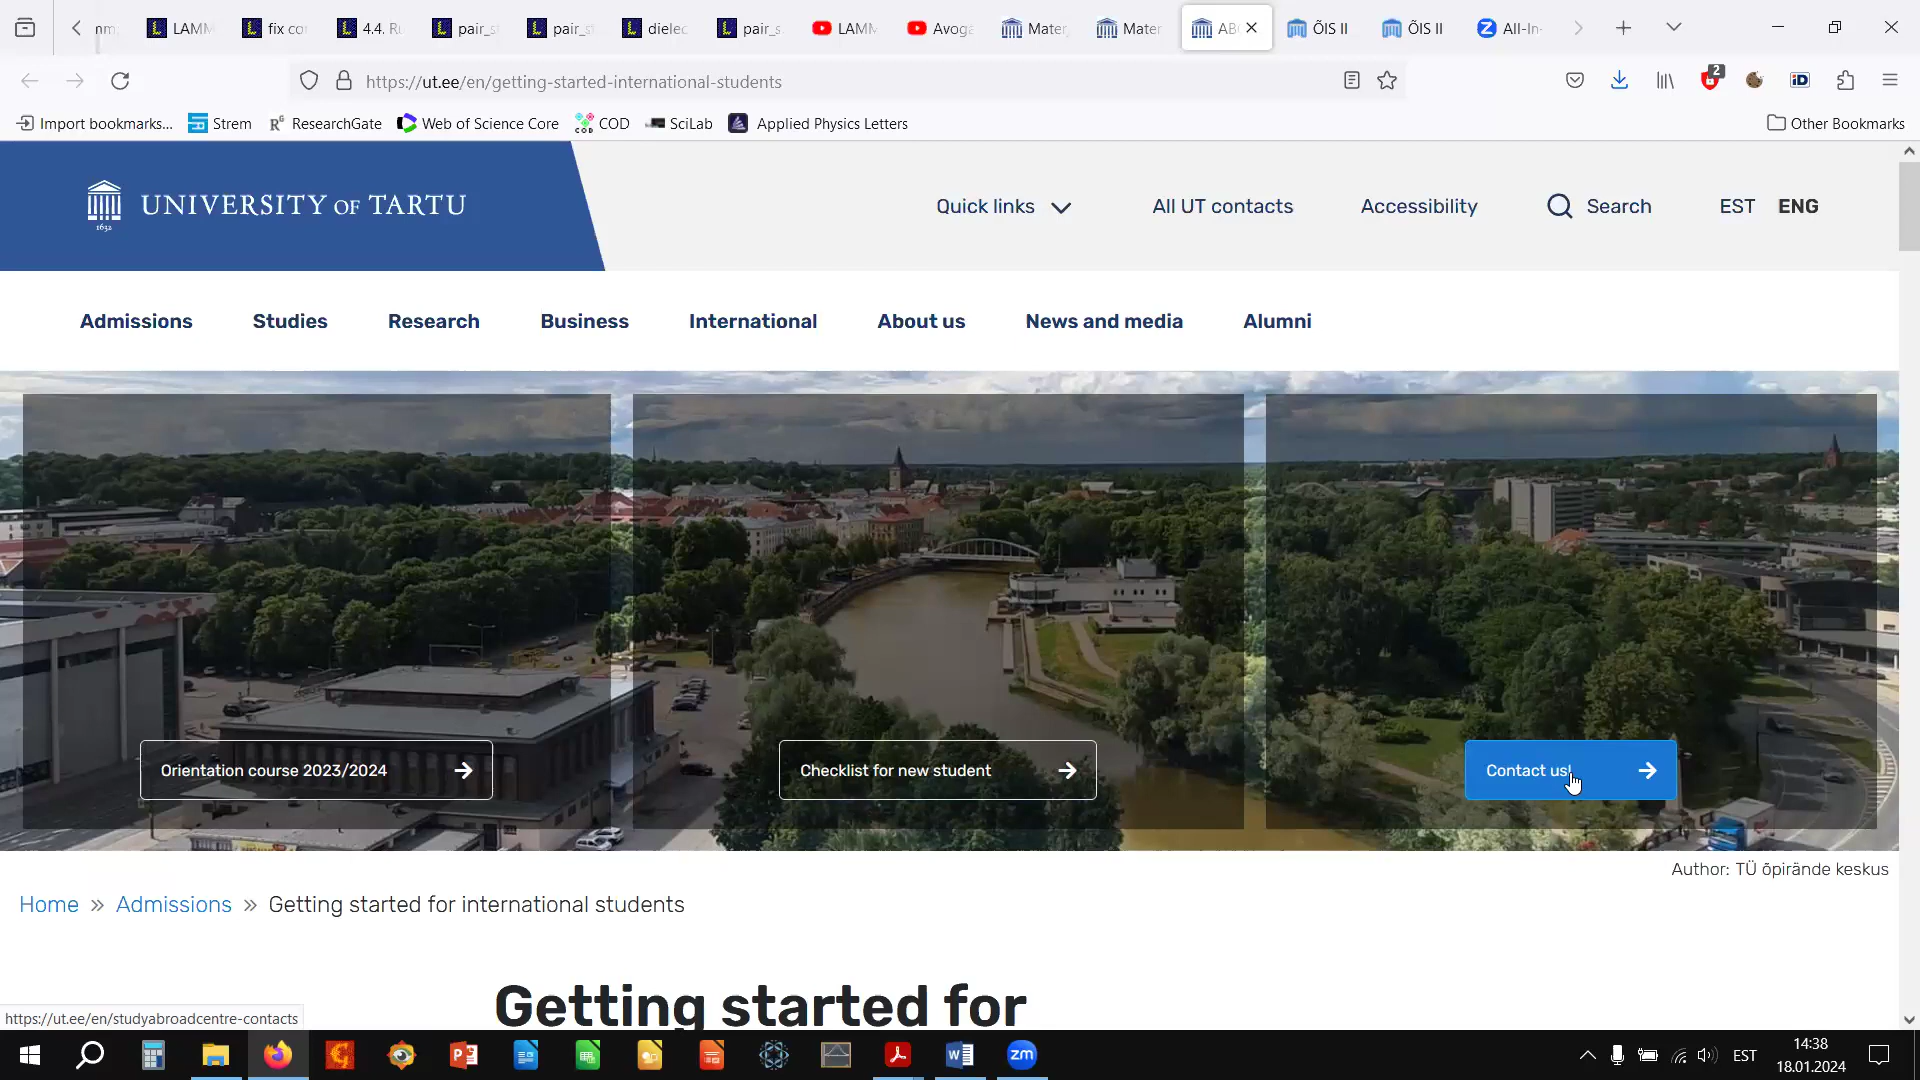 LAMM
fix co
4.4. Ru
pair_s
pair_s
dielec
pair_s
LAMM
Avoga
Mater
Mater
AB
ÕIS II
ÕIS II
All-In-
https://ut.ee/en/getting-started-international-students
2
Import bookmarks...
Strem
ResearchGate
Web of Science Core
COD
SciLab
Applied Physics Letters
Other Bookmarks
UNIVERSITY OF TARTU
1632
Quick links
All UT contacts
Accessibility
Search
EST
ENG
Admissions
Studies
Research
Business
International
About us
News and media
Alumni
Orientation course 2023/2024
Checklist for new student
Contact us!
Author: TÜ õpirände keskus
Home » Admissions » Getting started for international students
Getting started for
https://ut.ee/en/studyabroadcentre-contacts
zm
EST
14:38
18.01.2024